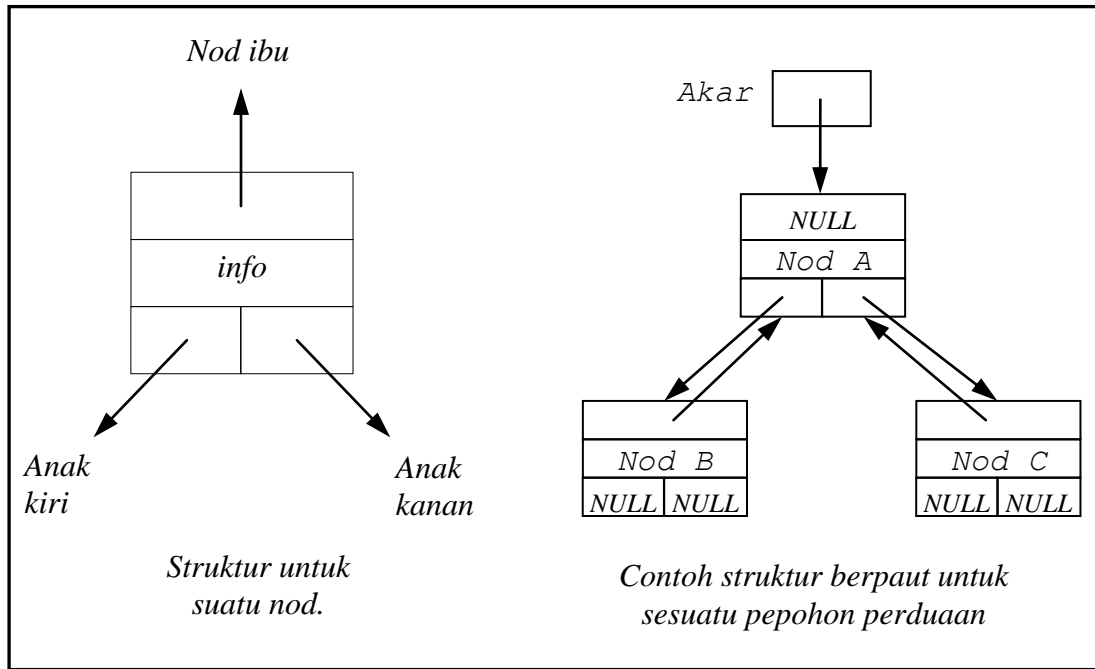 Nod ibu
info
Anak
kiri
Anak
kanan
Struktur untuk
suatu nod.
Akar
NULL
Nod A
Nod B
NULL NULL
Nod C
NULL NULL
Contoh struktur berpaut untuk
sesuatu pepohon perduaan